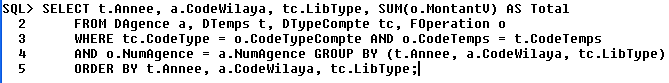 SQL> SELECT t.Annee, a.CodeWilaya, tc.LibType, SUM(o.MontantV) AS Total
2 FROM DAgence a, DTemps t, DTypeCompte tc, FOperation o
3 WHERE tc.CodeType = o.CodeTypeCompte AND o.CodeTemps = t.CodeTemps
4 AND o.NumAgence = a.NumAgence GROUP BY (t.Annee, a.CodeWilaya, tc.LibType)
5 ORDER BY t.Annee, a.CodeWilaya, tc.LibType;